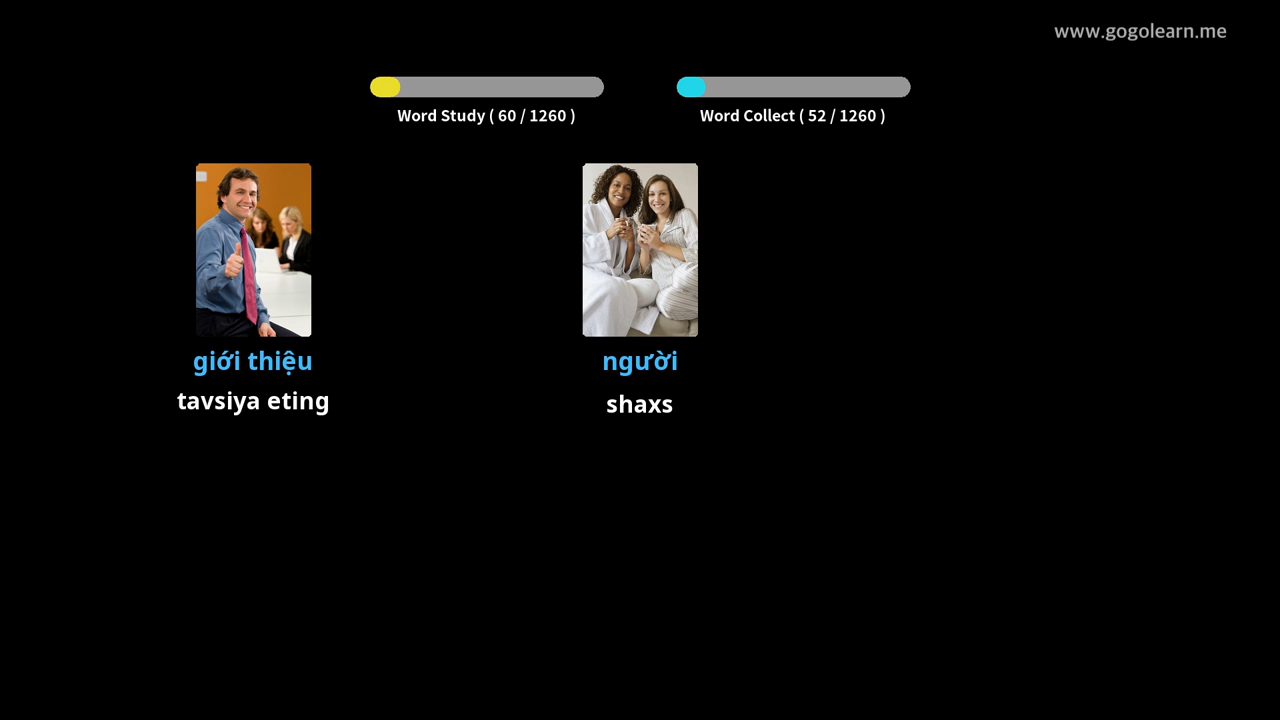 www.gogolearn.me
Word Study ( 60 / 1260 )
Word Collect ( 52 / 1260 )
giới thiệu
người
tavsiya eting
shaxs